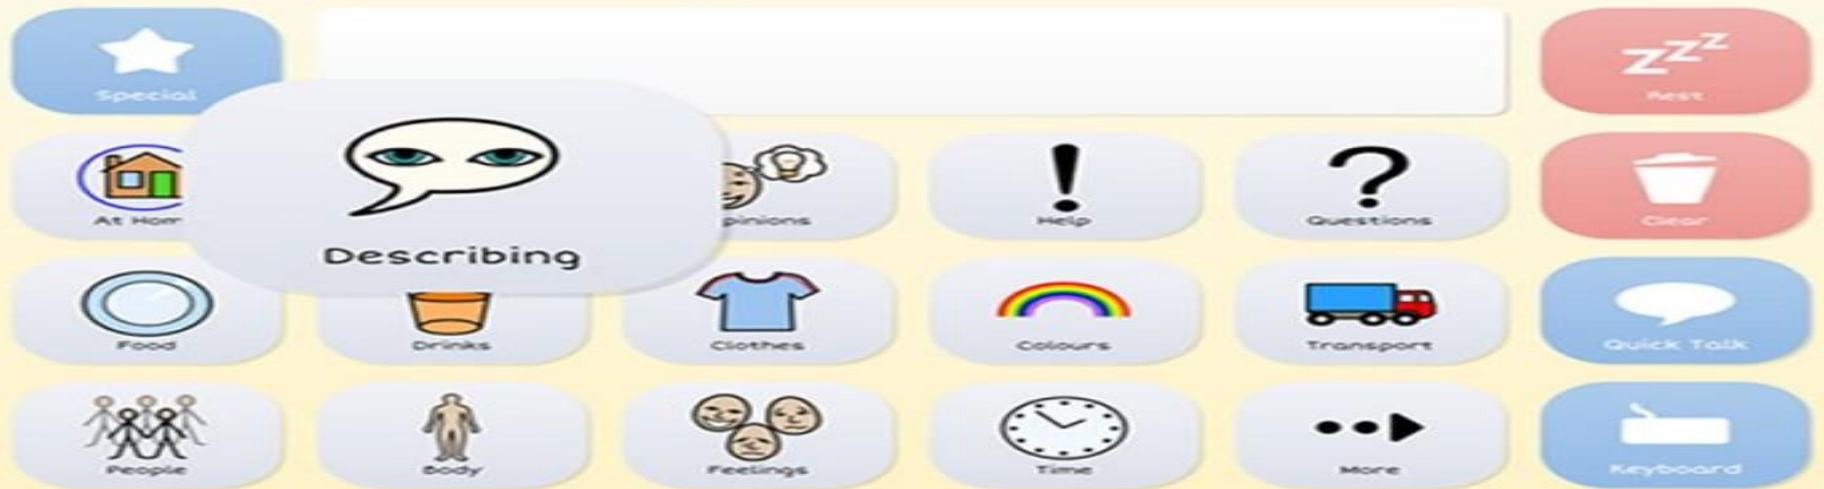 Special
zzz
Rest
At Hom
Describing
pinions
Help
Questions
Clear
Food
Drinks
Clothes
Colours
Transport
Quick Talk
People
Body
Feelings
Time
More
Keyboard